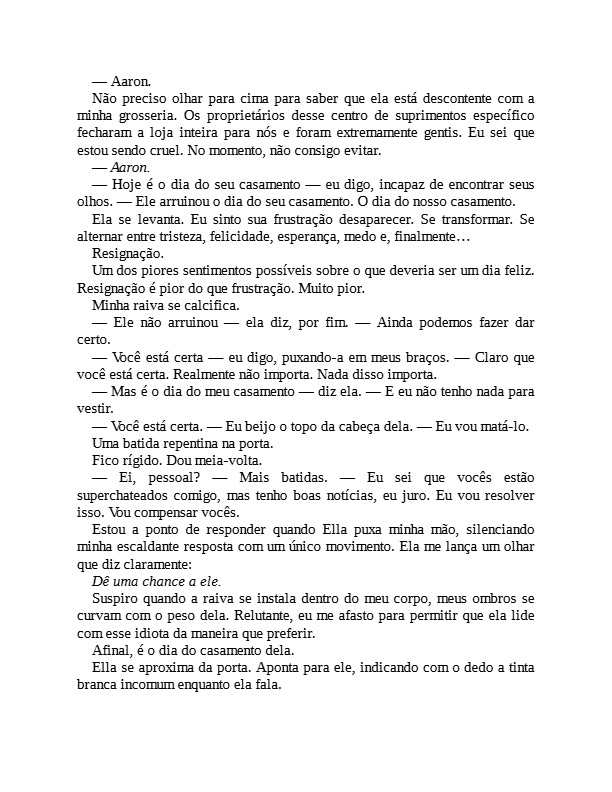 — Aaron.
Não preciso olhar para cima para saber que ela está descontente com a
minha grosseria. Os proprietários desse centro de suprimentos específico
fecharam a loja inteira para nós e foram extremamente gentis. Eu sei que
estou sendo cruel. No momento, não consigo evitar.
— Aaron.
— Hoje é o dia do seu casamento — eu digo, incapaz de encontrar seus
olhos. — Ele arruinou o dia do seu casamento. O dia do nosso casamento.
Ela se levanta. Eu sinto sua frustração desaparecer. Se transformar. Se
alternar entre tristeza, felicidade, esperança, medo e, finalmente…
Resignação.
Um dos piores sentimentos possíveis sobre o que deveria ser um dia feliz.
Resignação é pior do que frustração. Muito pior.
Minha raiva se calcifica.
— Ele não arruinou — ela diz, por fim. — Ainda podemos fazer dar
certo.
— Você está certa — eu digo, puxando-a em meus braços. — Claro que
você está certa. Realmente não importa. Nada disso importa.
— Mas é o dia do meu casamento — diz ela. — E eu não tenho nada para
vestir.
— Você está certa. — Eu beijo o topo da cabeça dela. — Eu vou matá-lo.
Uma batida repentina na porta.
Fico rígido. Dou meia-volta.
— Ei, pessoal? — Mais batidas. — Eu sei que vocês estão
superchateados comigo, mas tenho boas notícias, eu juro. Eu vou resolver
isso. Vou compensar vocês.
Estou a ponto de responder quando Ella puxa minha mão, silenciando
minha escaldante resposta com um único movimento. Ela me lança um olhar
que diz claramente:
Dê uma chance a ele.
Suspiro quando a raiva se instala dentro do meu corpo, meus ombros se
curvam com o peso dela. Relutante, eu me afasto para permitir que ela lide
com esse idiota da maneira que preferir.
Afinal, é o dia do casamento dela.
Ella se aproxima da porta. Aponta para ele, indicando com o dedo a tinta
branca incomum enquanto ela fala.